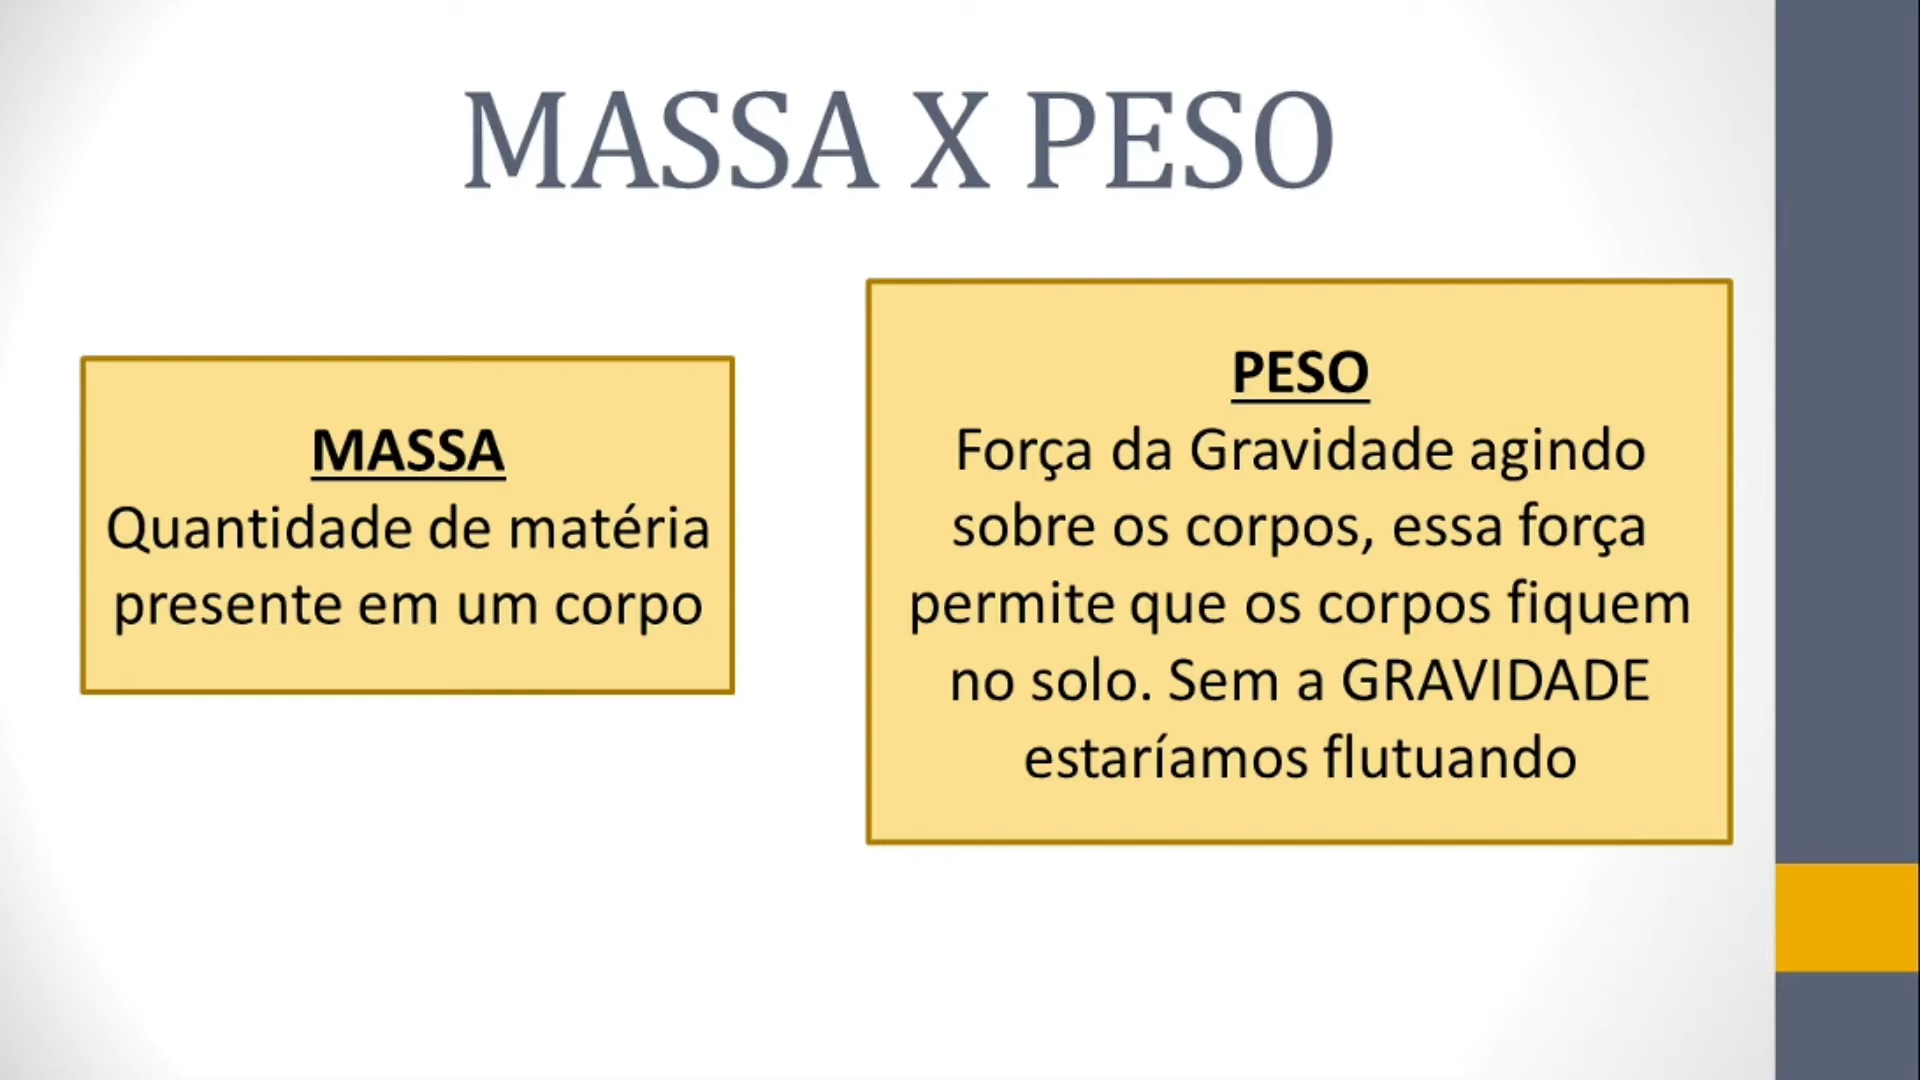 MASSA X PESO
MASSA
Quantidade de matéria
presente em um corpo
PESO
Força da Gravidade agindo
sobre os corpos, essa força
permite que os corpos fiquem
no solo. Sem a GRAVIDADE
estaríamos flutuando